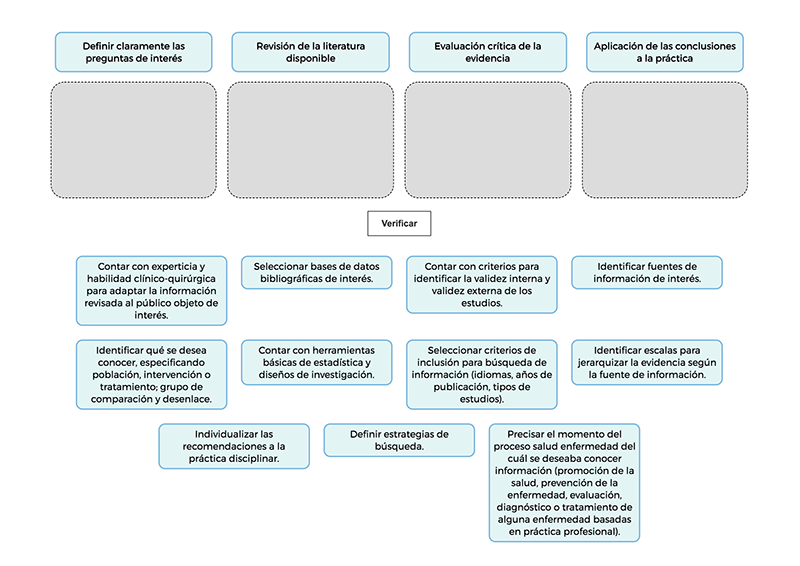 Definir claramente las
preguntas de interés
Revisión de la literatura
disponible
Evaluación crítica de la
evidencia
Aplicación de las conclusiones
a la práctica
Verificar
Contar con experticia y
habilidad clínico-quirúrgica
para adaptar la información
revisada al público objeto de
interés.
Seleccionar bases de datos
bibliográficas de interés.
Contar con criterios para
identificar la validez interna y
validez externa de los
estudios.
Identificar fuentes de
información de interés.
Identificar qué se desea
conocer, especificando
población, intervención o
tratamiento; grupo de
comparación y desenlace.
Contar con herramientas
básicas de estadística y
diseños de investigación.
Seleccionar criterios de
inclusión para búsqueda de
información (idiomas, años de
publicación, tipos de
estudios).
Identificar escalas para
jerarquizar la evidencia según
la fuente de información.
Individualizar las
recomendaciones a la
práctica disciplinar.
Definir estrategias de
búsqueda.
Precisar el momento del
proceso salud enfermedad del
cuál se deseaba conocer
información (promoción de la
salud, prevención de la
enfermedad, evaluación,
diagnóstico o tratamiento de
alguna enfermedad basadas
en práctica profesional).